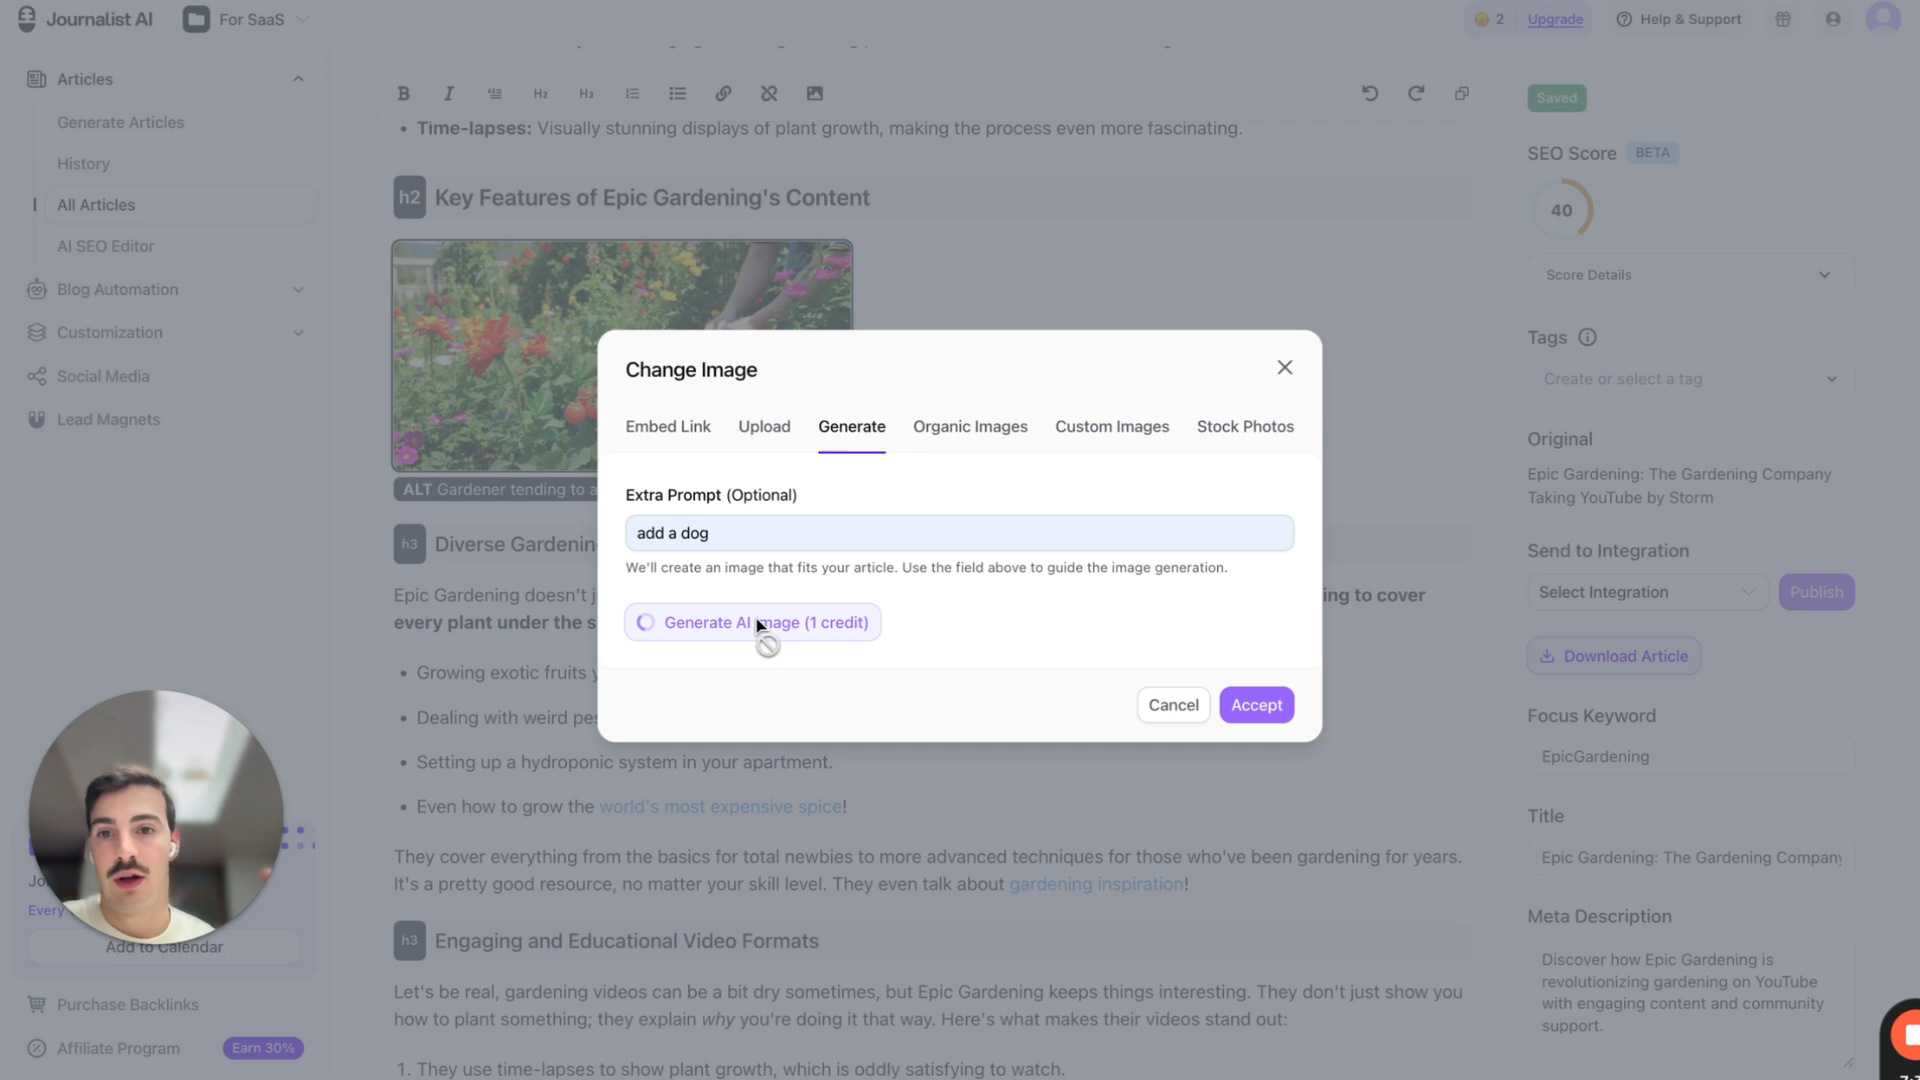 Journalist AI
For SaaS
2
Upgrade
Help & Support
Articles
Generate Articles
History
All Articles
AI SEO Editor
Blog Automation
Customization
Social Media
Lead Magnets
Every
Add to Calendar
Purchase Backlinks
Affiliate Program
Earn 30%
B I H2 H3
• Time-lapses: Visually stunning displays of plant growth, making the process even more fascinating.
h2 Key Features of Epic Gardening's Content
ALT Gardener tending to a
h3 Diverse Gardenin
Epic Gardening doesn't j
ing to cover
every plant under the s
• Growing exotic fruits y
• Dealing with weird pes
• Setting up a hydroponic system in your apartment.
• Even how to grow the world's most expensive spice!
They cover everything from the basics for total newbies to more advanced techniques for those who've been gardening for years.
It's a pretty good resource, no matter your skill level. They even talk about gardening inspiration!
h3 Engaging and Educational Video Formats
Let's be real, gardening videos can be a bit dry sometimes, but Epic Gardening keeps things interesting. They don't just show you
how to plant something; they explain why you're doing it that way. Here's what makes their videos stand out:
1. They use time-lapses to show plant growth, which is oddly satisfying to watch.
Change Image
Embed Link
Upload
Generate
Organic Images
Custom Images
Stock Photos
Extra Prompt (Optional)
add a dog
We'll create an image that fits your article. Use the field above to guide the image generation.
Generate AI Image (1 credit)
Cancel
Accept
Saved
SEO Score BETA
40
Score Details
Tags
Create or select a tag
Original
Epic Gardening: The Gardening Company
Taking YouTube by Storm
Send to Integration
Select Integration
Publish
Download Article
Focus Keyword
EpicGardening
Title
Epic Gardening: The Gardening Company
Meta Description
Discover how Epic Gardening is
revolutionizing gardening on YouTube
with engaging content and community
support.